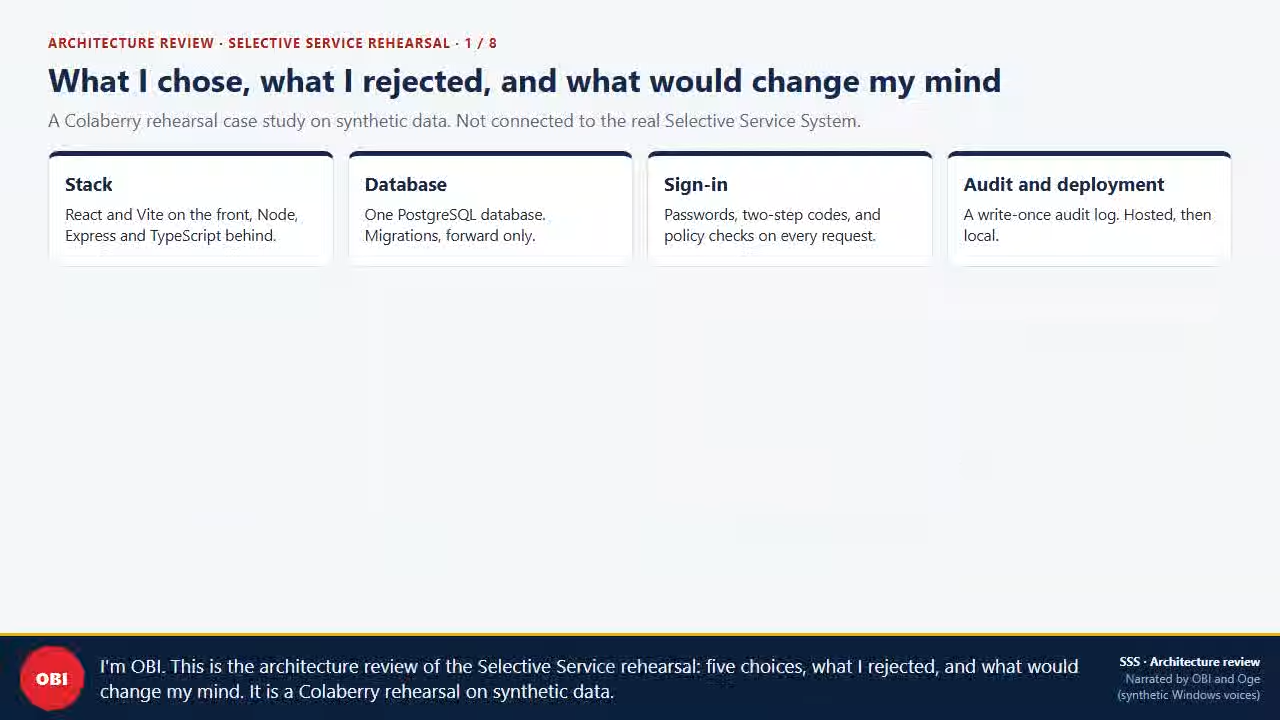 ARCHITECTURE REVIEW · SELECTIVE SERVICE REHEARSAL · 1 / 8
What I chose, what I rejected, and what would change my mind
A Colaberry rehearsal case study on synthetic data. Not connected to the real Selective Service System.
Stack
React and Vite on the front, Node,
Express and TypeScript behind.
Database
One PostgreSQL database.
Migrations, forward only.
Sign-in
Passwords, two-step codes, and
policy checks on every request.
Audit and deployment
A write-once audit log. Hosted, then
local.
OBI
I'm OBI. This is the architecture review of the Selective Service rehearsal: five choices, what I rejected, and what would
change my mind. It is a Colaberry rehearsal on synthetic data.
SSS · Architecture review
Narrated by OBI and Oge
(synthetic Windows voices)